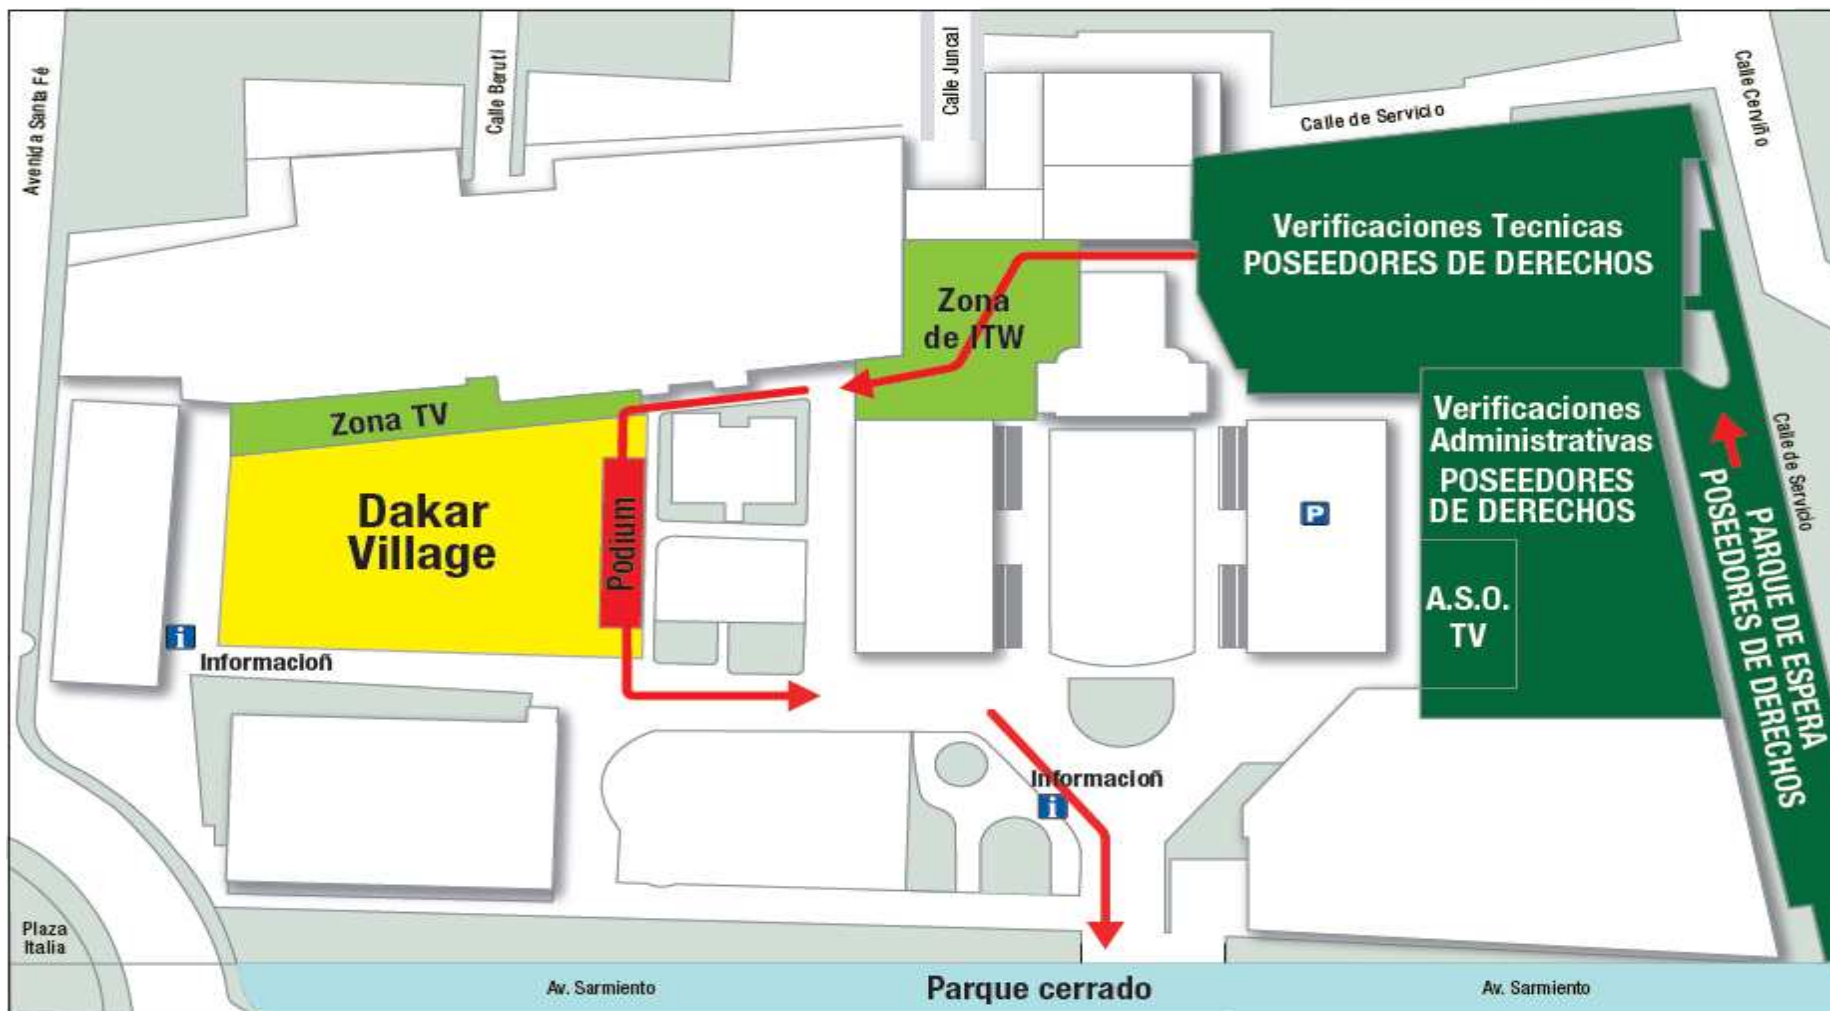 Avenida Santa Fé
Calle Beruti
Calle Juncal
Calle de Servicio
Calle Cerviño
Verificaciones Tecnicas
POSEEDORES DE DERECHOS
Zona
de ITW
Zona TV
Dakar
Village
Podium
Verificaciones
Administrativas
POSEEDORES
DE DERECHOS
P
A.S.O.
TV
Calle de Servicio
PARQUE DE ESPERA
POSEEDORES DE DERECHOS
i
Informacioñ
Informacioñ
i
Plaza
Italia
Av. Sarmiento
Parque cerrado
Av. Sarmiento